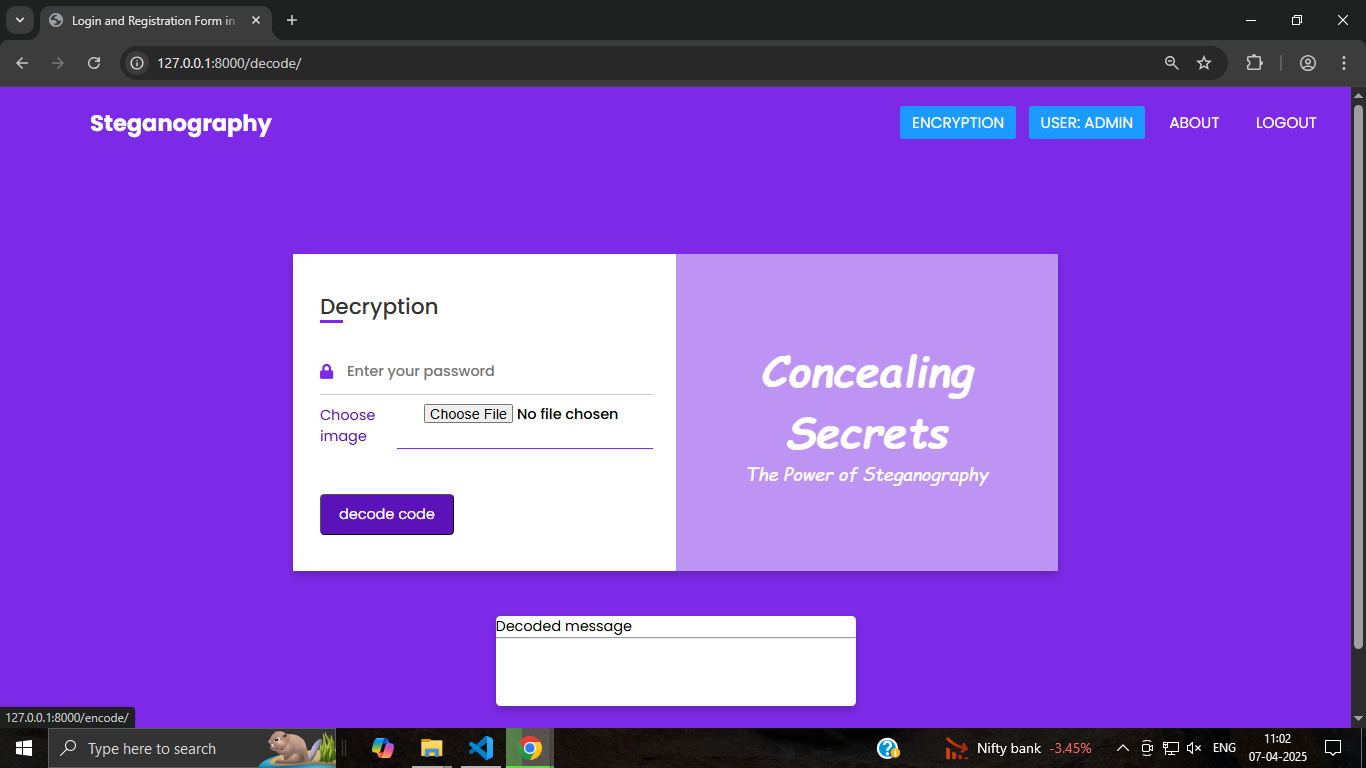 Login and Registration Form in
127.0.0.1:8000/decode/
Steganography
ENCRYPTION
USER: ADMIN
ABOUT
LOGOUT
Decryption
Enter your password
Choose image
Choose File No file chosen
decode code
Concealing
Secrets
The Power of Steganography
Decoded message
127.0.0.1:8000/encode/
Type here to search
Nifty bank -3.45%
ENG
11:02
07-04-2025